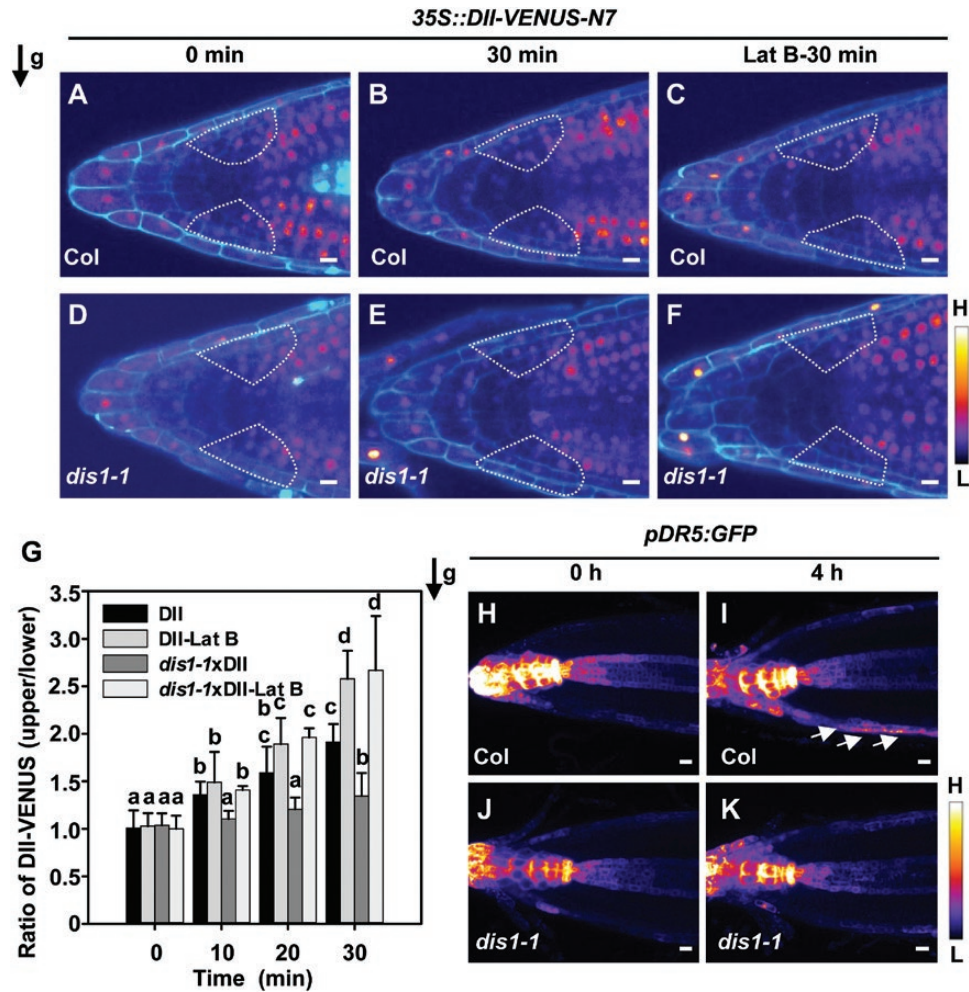 35S::DII-VENUS-N7
g
0 min
30 min
Lat B-30 min
A
B
C
Col
Col
Col
D
E
F
H
L
dis1-1
dis1-1
dis1-1
G
pDR5:GFP
g
0 h
4 h
Ratio of DII-VENUS (upper/lower)
3.5
3.0
2.5
2.0
1.5
1.0
0.5
0
DII
DII-Lat B
dis1-1xDII
dis1-1xDII-Lat B
a a a a
b b a b
b c c a c
c d b d
0 10 20 30
Time (min)
H
I
Col
Col
J
K
H
L
dis1-1
dis1-1